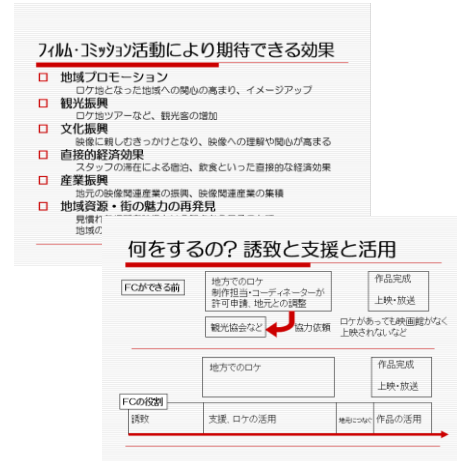 フィルム・コミッション活動により期待できる効果
地域プロモーション
ロケ地となった地域への関心の高まり、イメージアップ
観光振興
ロケ地ツアーなど、観光客の増加
文化振興
映像に親しむきっかけとなり、映像への理解や関心が高まる
直接的経済効果
スタッフの滞在による宿泊、飲食といった直接的な経済効果
産業振興
地元の映像関連産業の振興、映像関連産業の集積
地域資源・街の魅力の再発見
見慣れ
地域の
何をするの？誘致と支援と活用
FCができる前
地方でのロケ
制作担当・コーディネーターが
許可申請、地元との調整
作品完成
上映・放送
観光協会など
協力依頼
ロケがあっても映画館がなく
上映されないなど
地方でのロケ
作品完成
上映・放送
FCの役割
誘致
支援、ロケの活用
地元につなぐ
作品の活用